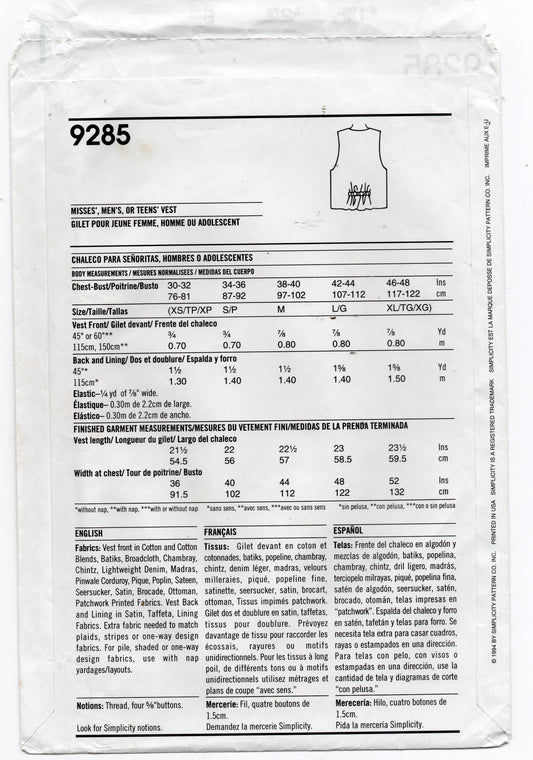 9285
MISSES', MEN'S, OR TEENS' VEST
GILET POUR JEUNE FEMME, HOMME OU ADOLESCENT
CHALECO PARA SEÑORITAS, HOMBRES O ADOLESCENTES
BODY MEASUREMENTS / MESURES NORMALISEES / MEDIDAS DEL CUERPO
Chest-Bust/Poitrine/Busto 30-32 34-36 38-40 42-44 46-48 Ins
76-81 87-92 97-102 107-112 117-122 cm
Size/Taille/Tallas (XS/TP/XP S/P M L/G XL/TG/XG)
Vest Front/ Gilet devant/ Frente del chaleco
45" or 60"** ¾ ¾ ⅞ ⅞ ⅞ Yd
115cm, 150cm** 0.70 0.70 0.80 0.80 0.80 m
Back and Lining/ Dos et doublure/ Espalda y forro
45"* 1½ 1½ 1½ 1⅝ 1⅝ Yd
115cm* 1.30 1.40 1.40 1.40 1.50 m
Elastic–¼ yd of ⅞" wide.
Élastique– 0.30m de 2.2cm de large.
Elástico– 0.30m de 2.2cm de ancho.
FINISHED GARMENT MEASUREMENTS/MESURES DU VETEMENT FINI/MEDIDAS DE LA PRENDA TERMINADA
Vest length/ Longueur du gilet/ Largo del chaleco
21½ 22 22½ 23 23½ Ins
54.5 56 57 58.5 59.5 cm
Width at chest/ Tour de poitrine/ Busto
36 40 44 48 52 Ins
91.5 102 112 122 132 cm
*without nap, **with nap, ***with or without nap *sans sens, **avec sens, ***avec ou sans sens *sin pelusa, **con pelusa, ***con o sin pelusa
ENGLISH
Fabrics: Vest front in Cotton and Cotton
Blends, Batiks, Broadcloth, Chambray,
Chintz, Lightweight Denim, Madras,
Pinwale Corduroy, Pique, Poplin, Sateen,
Seersucker, Satin, Brocade, Ottoman,
Patchwork Printed Fabrics. Vest Back
and Lining in Satin, Taffeta, Lining
Fabrics. Extra fabric needed to match
plaids, stripes or one-way design
fabrics. For pile, shaded or one-way
design fabrics, use with nap
yardages/layouts.
Notions: Thread, four ⅝"buttons.
Look for Simplicity notions.
FRANÇAIS
Tissus: Gilet devant en coton et
cotonnades, batiks, popeline, chambray,
chintz, denim léger, madras, velours
milleraies, piqué, popeline fine,
satinette, seersucker, satin, brocart,
ottoman, Tissus impimés patchwork.
Gilet dos et doublure en satin, taffetas,
tissus pour doublure. Prévoyez
davantage de tissu pour raccorder les
écossais, rayures ou motifs
unidirectionnels. Pour les tissus à long
poil, de différents tons ou à motifs
unidirectionnels utilisez métrages et
plans de coupe "avec sens."
Mercerie: Fil, quatre boutons de
1.5cm.
Demandez la mercerie Simplicity.
ESPAÑOL
Telas: Frente del chaleco en algodón y
mezclas de algodón, batiks, popelina,
chambray, chintz, dril ligero, madrás,
terciopelo milrayas, piqué, popelina fina,
satén de algodón, seersucker, satén,
brocado, otomán, telas impresas en
"patchwork". Espalda del chaleco y forro
en satén, tafetán y telas para forro. Se
necesita tela extra para casar cuadros,
rayas o estampados en una dirección.
Para telas con pelo, con visos o
estampadas en una dirección, use la
cantidad de tela y diagramas de corte
"con pelusa."
Mercería: Hilo, cuatro botones de
1.5cm.
Pida la mercería Simplicity.
© 1994 BY SIMPLICITY PATTERN CO. INC. PRINTED IN USA SIMPLICITY IS A REGISTERED TRADEMARK SIMPLICITY EST LA MARQUE DEPOSSE DE SIMPLICITY PATTERN CO. INC. IMPRIME AUX E-U